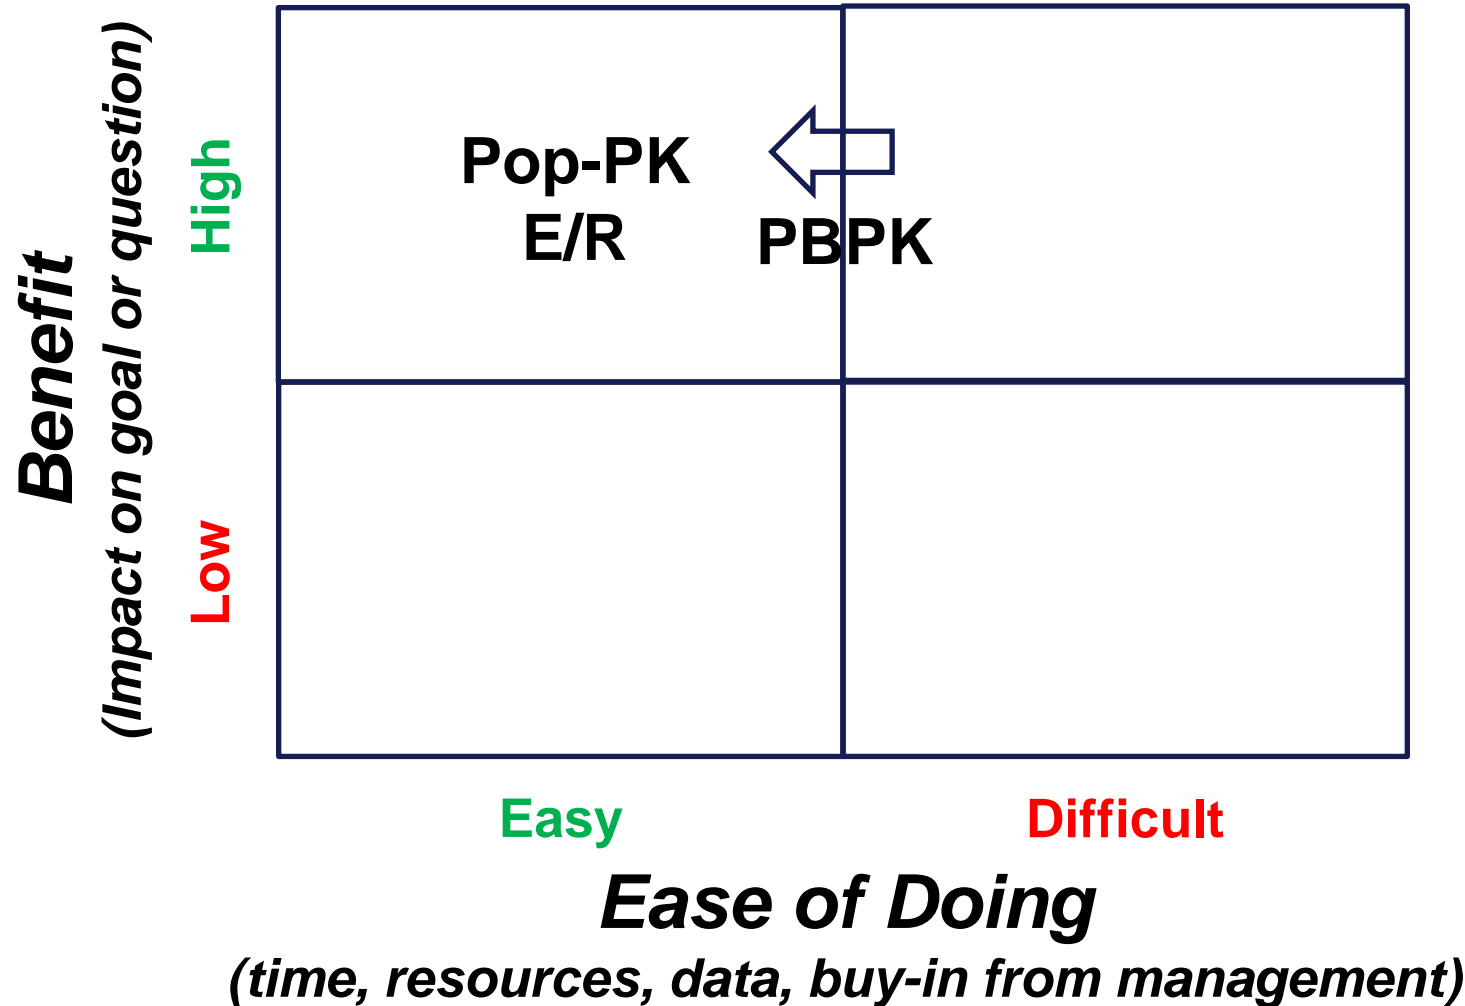 Benefit
(Impact on goal or question)
High
Low
Pop-PK
E/R
PBPK
Easy
Difficult
Ease of Doing
(time, resources, data, buy-in from management)